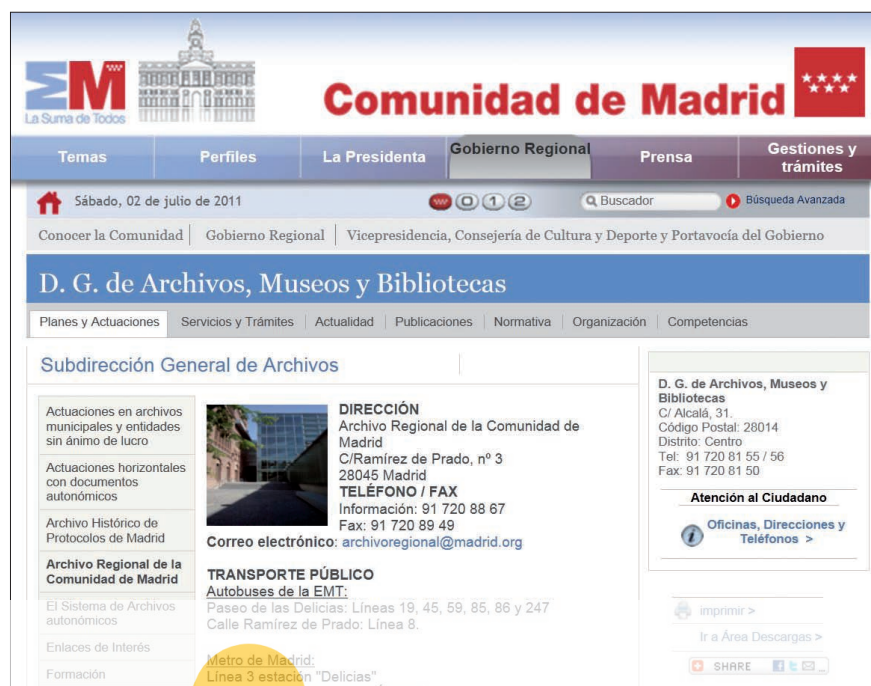 La Suma de Todos
Comunidad de Madrid
Temas
Perfiles
La Presidenta
Gobierno Regional
Prensa
Gestiones y
trámites
Sábado, 02 de julio de 2011
012
Buscador
Búsqueda Avanzada
Conocer la Comunidad | Gobierno Regional | Vicepresidencia, Consejería de Cultura y Deporte y Portavocía del Gobierno
D. G. de Archivos, Museos y Bibliotecas
Planes y Actuaciones | Servicios y Trámites | Actualidad | Publicaciones | Normativa | Organización | Competencias
Subdirección General de Archivos
Actuaciones en archivos
municipales y entidades
sin ánimo de lucro
Actuaciones horizontales
con documentos
autonómicos
Archivo Histórico de
Protocolos de Madrid
Archivo Regional de la
Comunidad de Madrid
El Sistema de Archivos
autonómicos
Enlaces de Interés
Formación
DIRECCIÓN
Archivo Regional de la Comunidad de
Madrid
C/Ramírez de Prado, nº 3
28045 Madrid
TELÉFONO / FAX
Información: 91 720 88 67
Fax: 91 720 89 49
Correo electrónico: archivoregional@madrid.org
TRANSPORTE PÚBLICO
Autobuses de la EMT:
Paseo de las Delicias: Líneas 19, 45, 59, 85, 86 y 247
Calle Ramírez de Prado: Línea 8.
Metro de Madrid:
Línea 3 estación "Delicias"
D. G. de Archivos, Museos y
Bibliotecas
C/ Alcalá, 31.
Código Postal: 28014
Distrito: Centro
Tel: 91 720 81 55 / 56
Fax: 91 720 81 50
Atención al Ciudadano
Oficinas, Direcciones y
Teléfonos >
imprimir >
Ir a Área Descargas >
SHARE